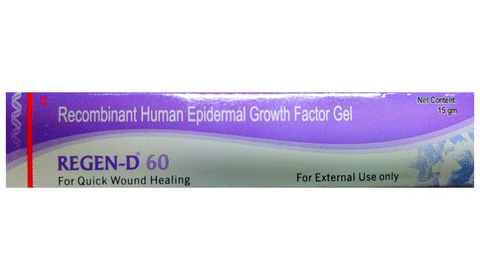 Recombinant Human Epidermal Growth Factor Gel
Net Content:
15 gm
REGEN-D® 60
For Quick Wound Healing
For External Use only